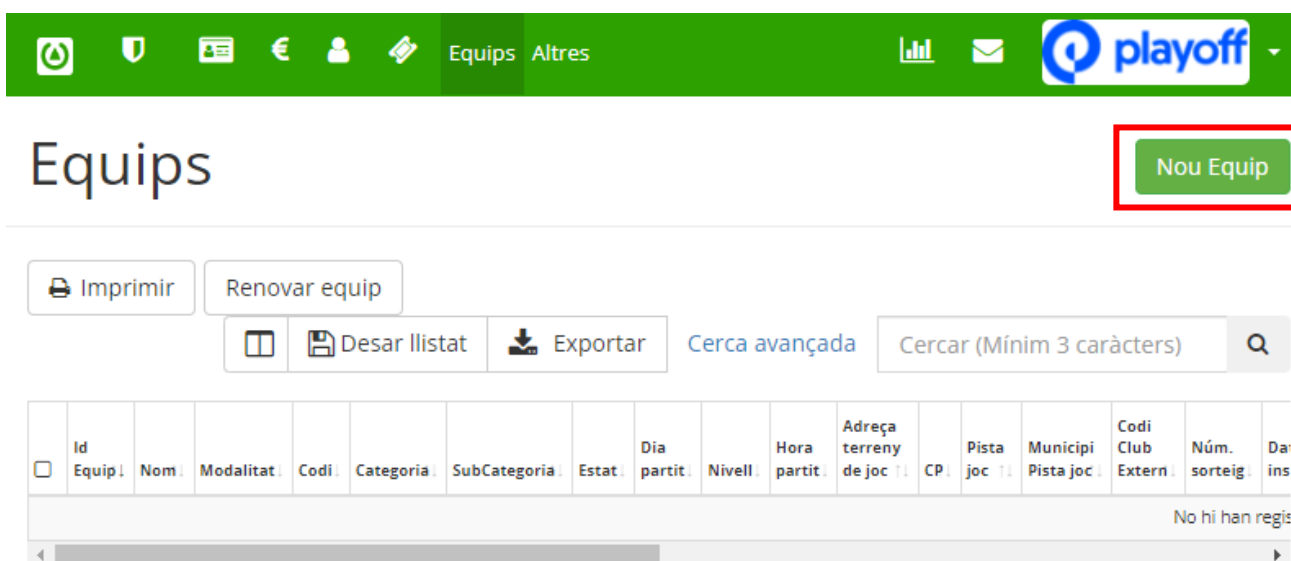 € Equips Altres playoff
Equips
Nou Equip
Imprimir Renovar equip
Desar llistat Exportar Cerca avançada Cercar (Mínim 3 caràcters)
Id Equip Nom Modalitat Codi Categoria SubCategoria Estat Dia partit Nivell Hora partit Adreça terreny de joc CP Pista joc Municipi Pista joc Codi Club Extern Núm. sorteig Dat ins
No hi han regis